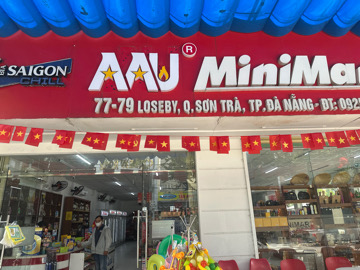 SAIGON
CHILL
AAU ® MiniMa
77-79 LOSEBY, Q. SƠN TRÀ, TP.ĐÀ NẴNG - ĐT: 092